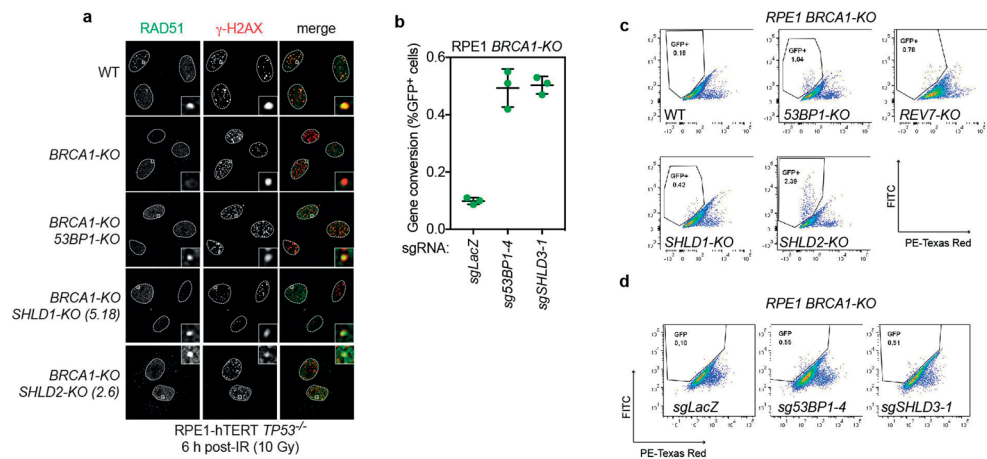 a
RAD51 γ-H2AX merge
WT
BRCA1-KO
BRCA1-KO
53BP1-KO
BRCA1-KO
SHLD1-KO (5.18)
BRCA1-KO
SHLD2-KO (2.6)
RPE1-hTERT TP53-/-
6 h post-IR (10 Gy)
b
RPE1 BRCA1-KO
Gene conversion (%GFP+ cells)
0.6
0.4
0.2
0.0
sgRNA:
sgLacZ
sg53BP1-4
sgSHLD3-1
c
RPE1 BRCA1-KO
GFP+
0.18
WT
GFP+
1.04
53BP1-KO
GFP+
0.78
REV7-KO
GFP+
0.42
SHLD1-KO
GFP+
2.39
SHLD2-KO
FITC
PE-Texas Red
d
RPE1 BRCA1-KO
GFP
0,10
sgLacZ
GFP
0.55
sg53BP1-4
GFP
0,51
sgSHLD3-1
FITC
PE-Texas Red